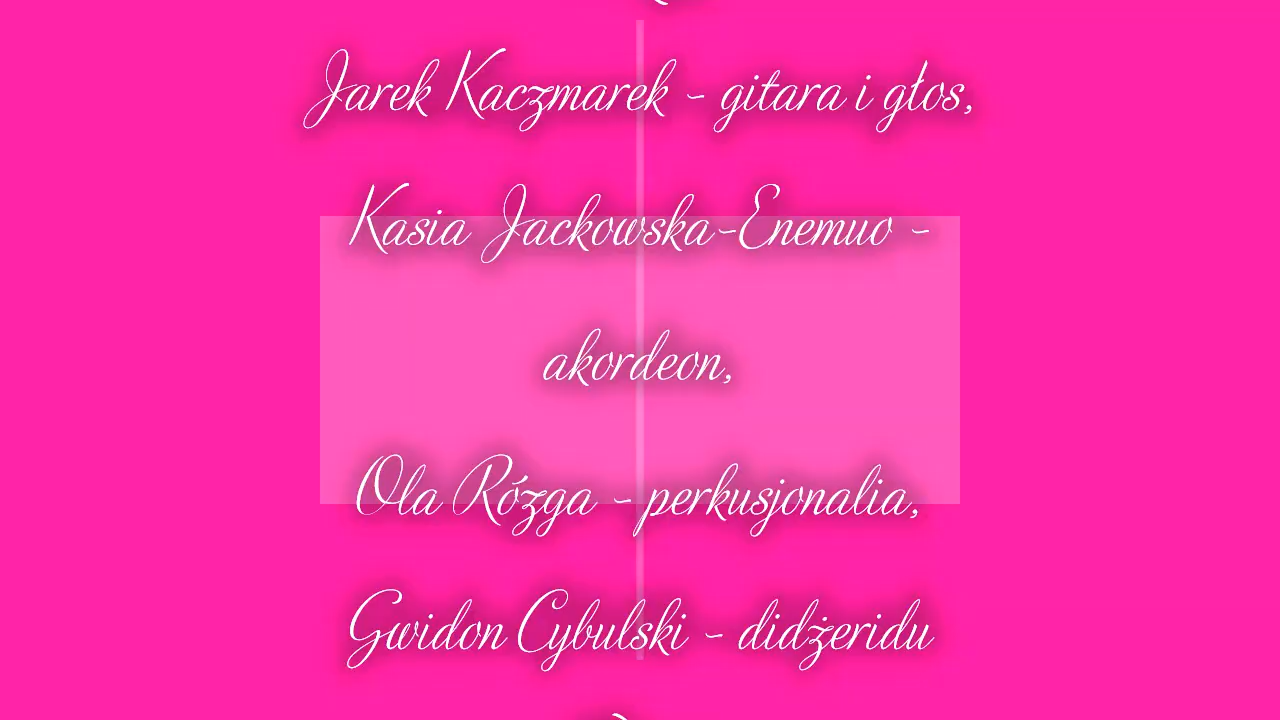 Jarek Kaczmarek - gitara i głos,
Kasia Jackowska-Enemuo -
akordeon,
Ola Rózga - perkusjonalia,
Gwidon Cybulski - didżeridu